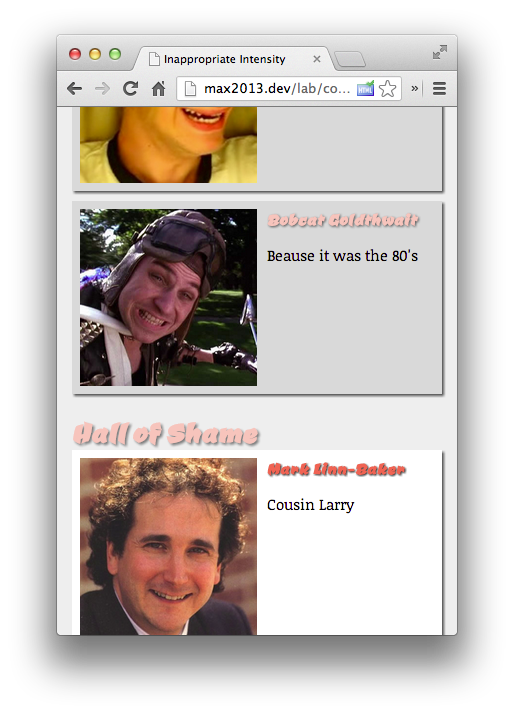 Inappropriate Intensity
max2013.dev/lab/co...
HTML
»
Bobcat Goldthwait
Beause it was the 80's
Hall of Shame
Mark Linn-Baker
Cousin Larry